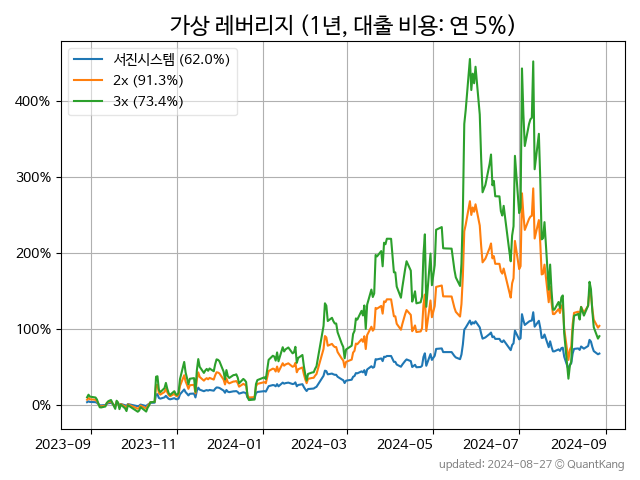 가상 레버리지 (1년, 대출 비용: 연 5%)
서진시스템 (62.0%)
2x (91.3%)
3x (73.4%)
400%
300%
200%
100%
0%
2023-09 2023-11 2024-01 2024-03 2024-05 2024-07 2024-09
updated: 2024-08-27 © QuantKang